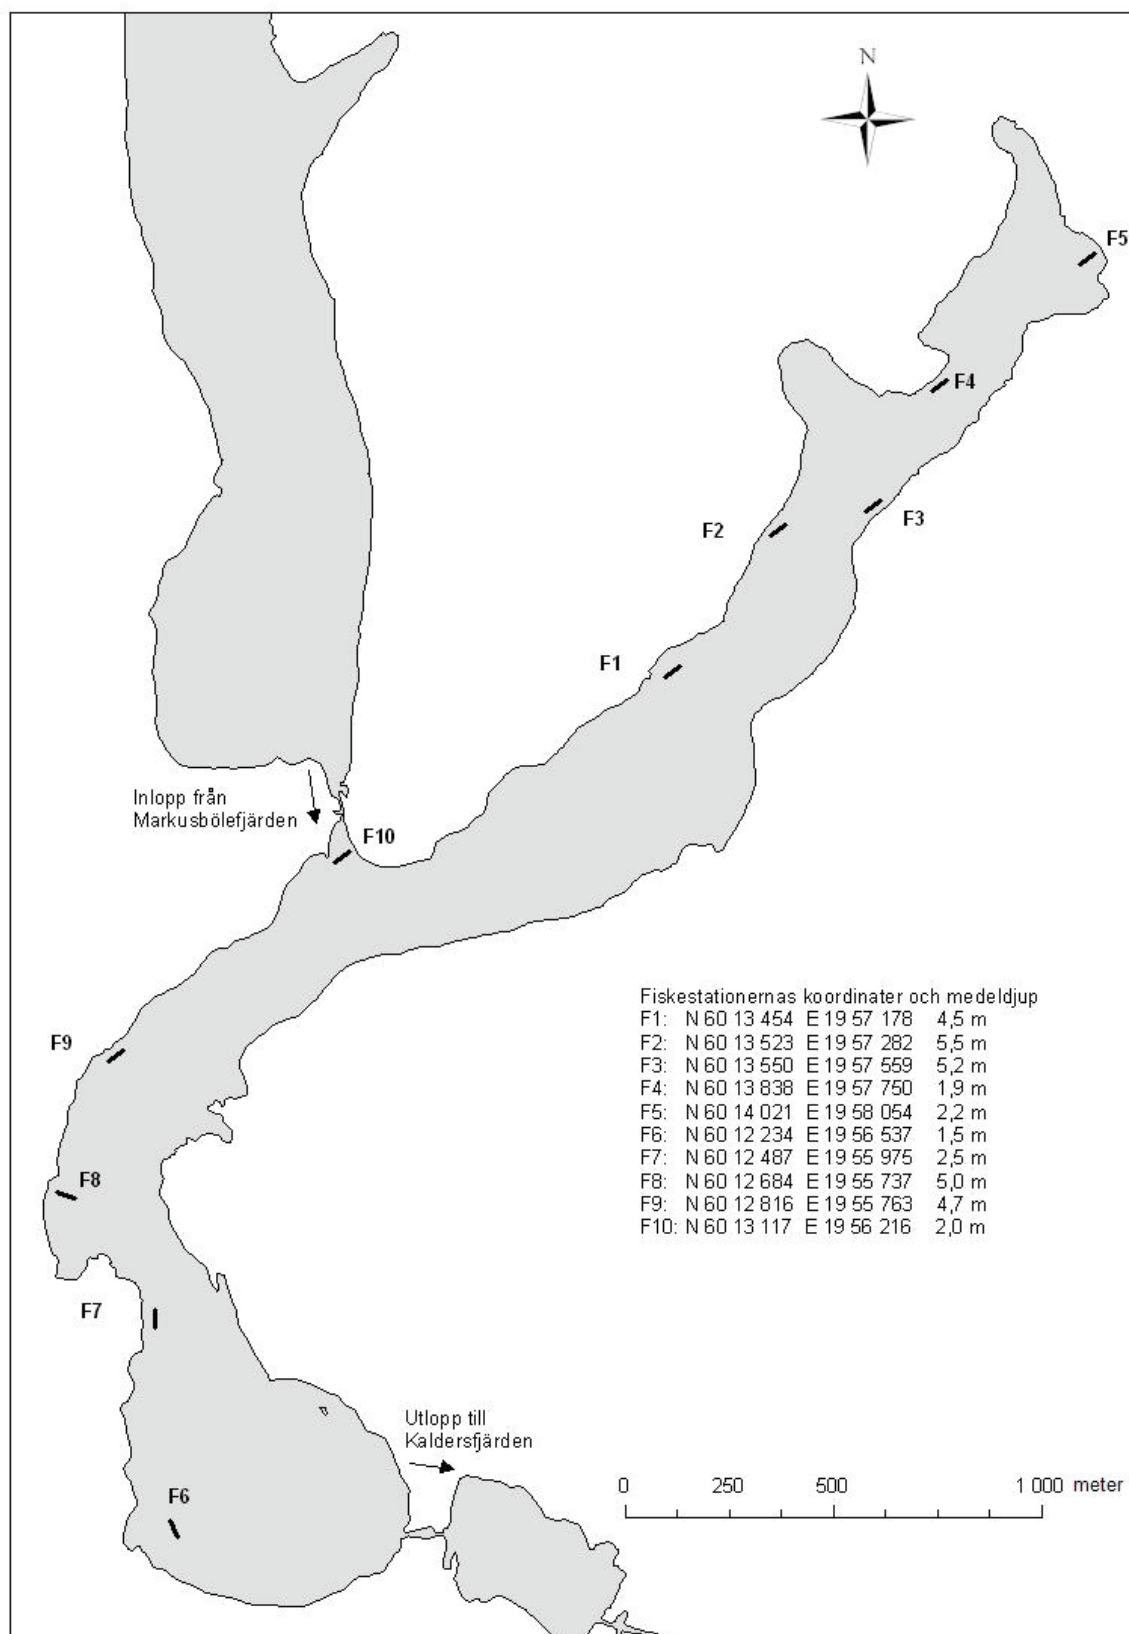 N
F5
F4
F3
F2
F1
Inlopp från
Markusbölefjärden
F10
Fiskestationernas koordinater och medeldjup
F1: N 60 13 454 E 19 57 178 4,5 m
F2: N 60 13 523 E 19 57 282 5,5 m
F3: N 60 13 550 E 19 57 559 5,2 m
F4: N 60 13 838 E 19 57 750 1,9 m
F5: N 60 14 021 E 19 58 054 2,2 m
F6: N 60 12 234 E 19 56 537 1,5 m
F7: N 60 12 487 E 19 55 975 2,5 m
F8: N 60 12 684 E 19 55 737 5,0 m
F9: N 60 12 816 E 19 55 763 4,7 m
F10: N 60 13 117 E 19 56 216 2,0 m
F9
F8
F7
Utlopp till
Kaldersfjärden
F6
0 250 500 1 000 meter